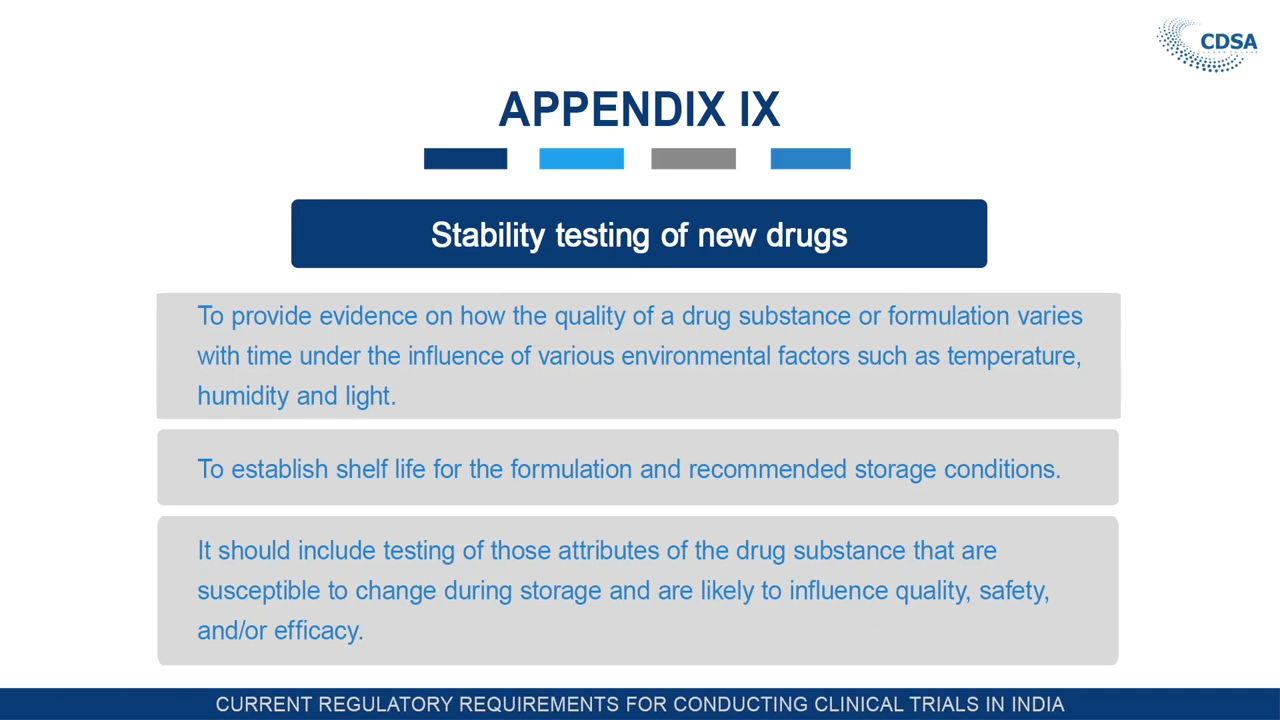 CDSA
APPENDIX IX
Stability testing of new drugs
To provide evidence on how the quality of a drug substance or formulation varies
with time under the influence of various environmental factors such as temperature,
humidity and light.
To establish shelf life for the formulation and recommended storage conditions.
It should include testing of those attributes of the drug substance that are
susceptible to change during storage and are likely to influence quality, safety,
and/or efficacy.
CURRENT REGULATORY REQUIREMENTS FOR CONDUCTING CLINICAL TRIALS IN INDIA